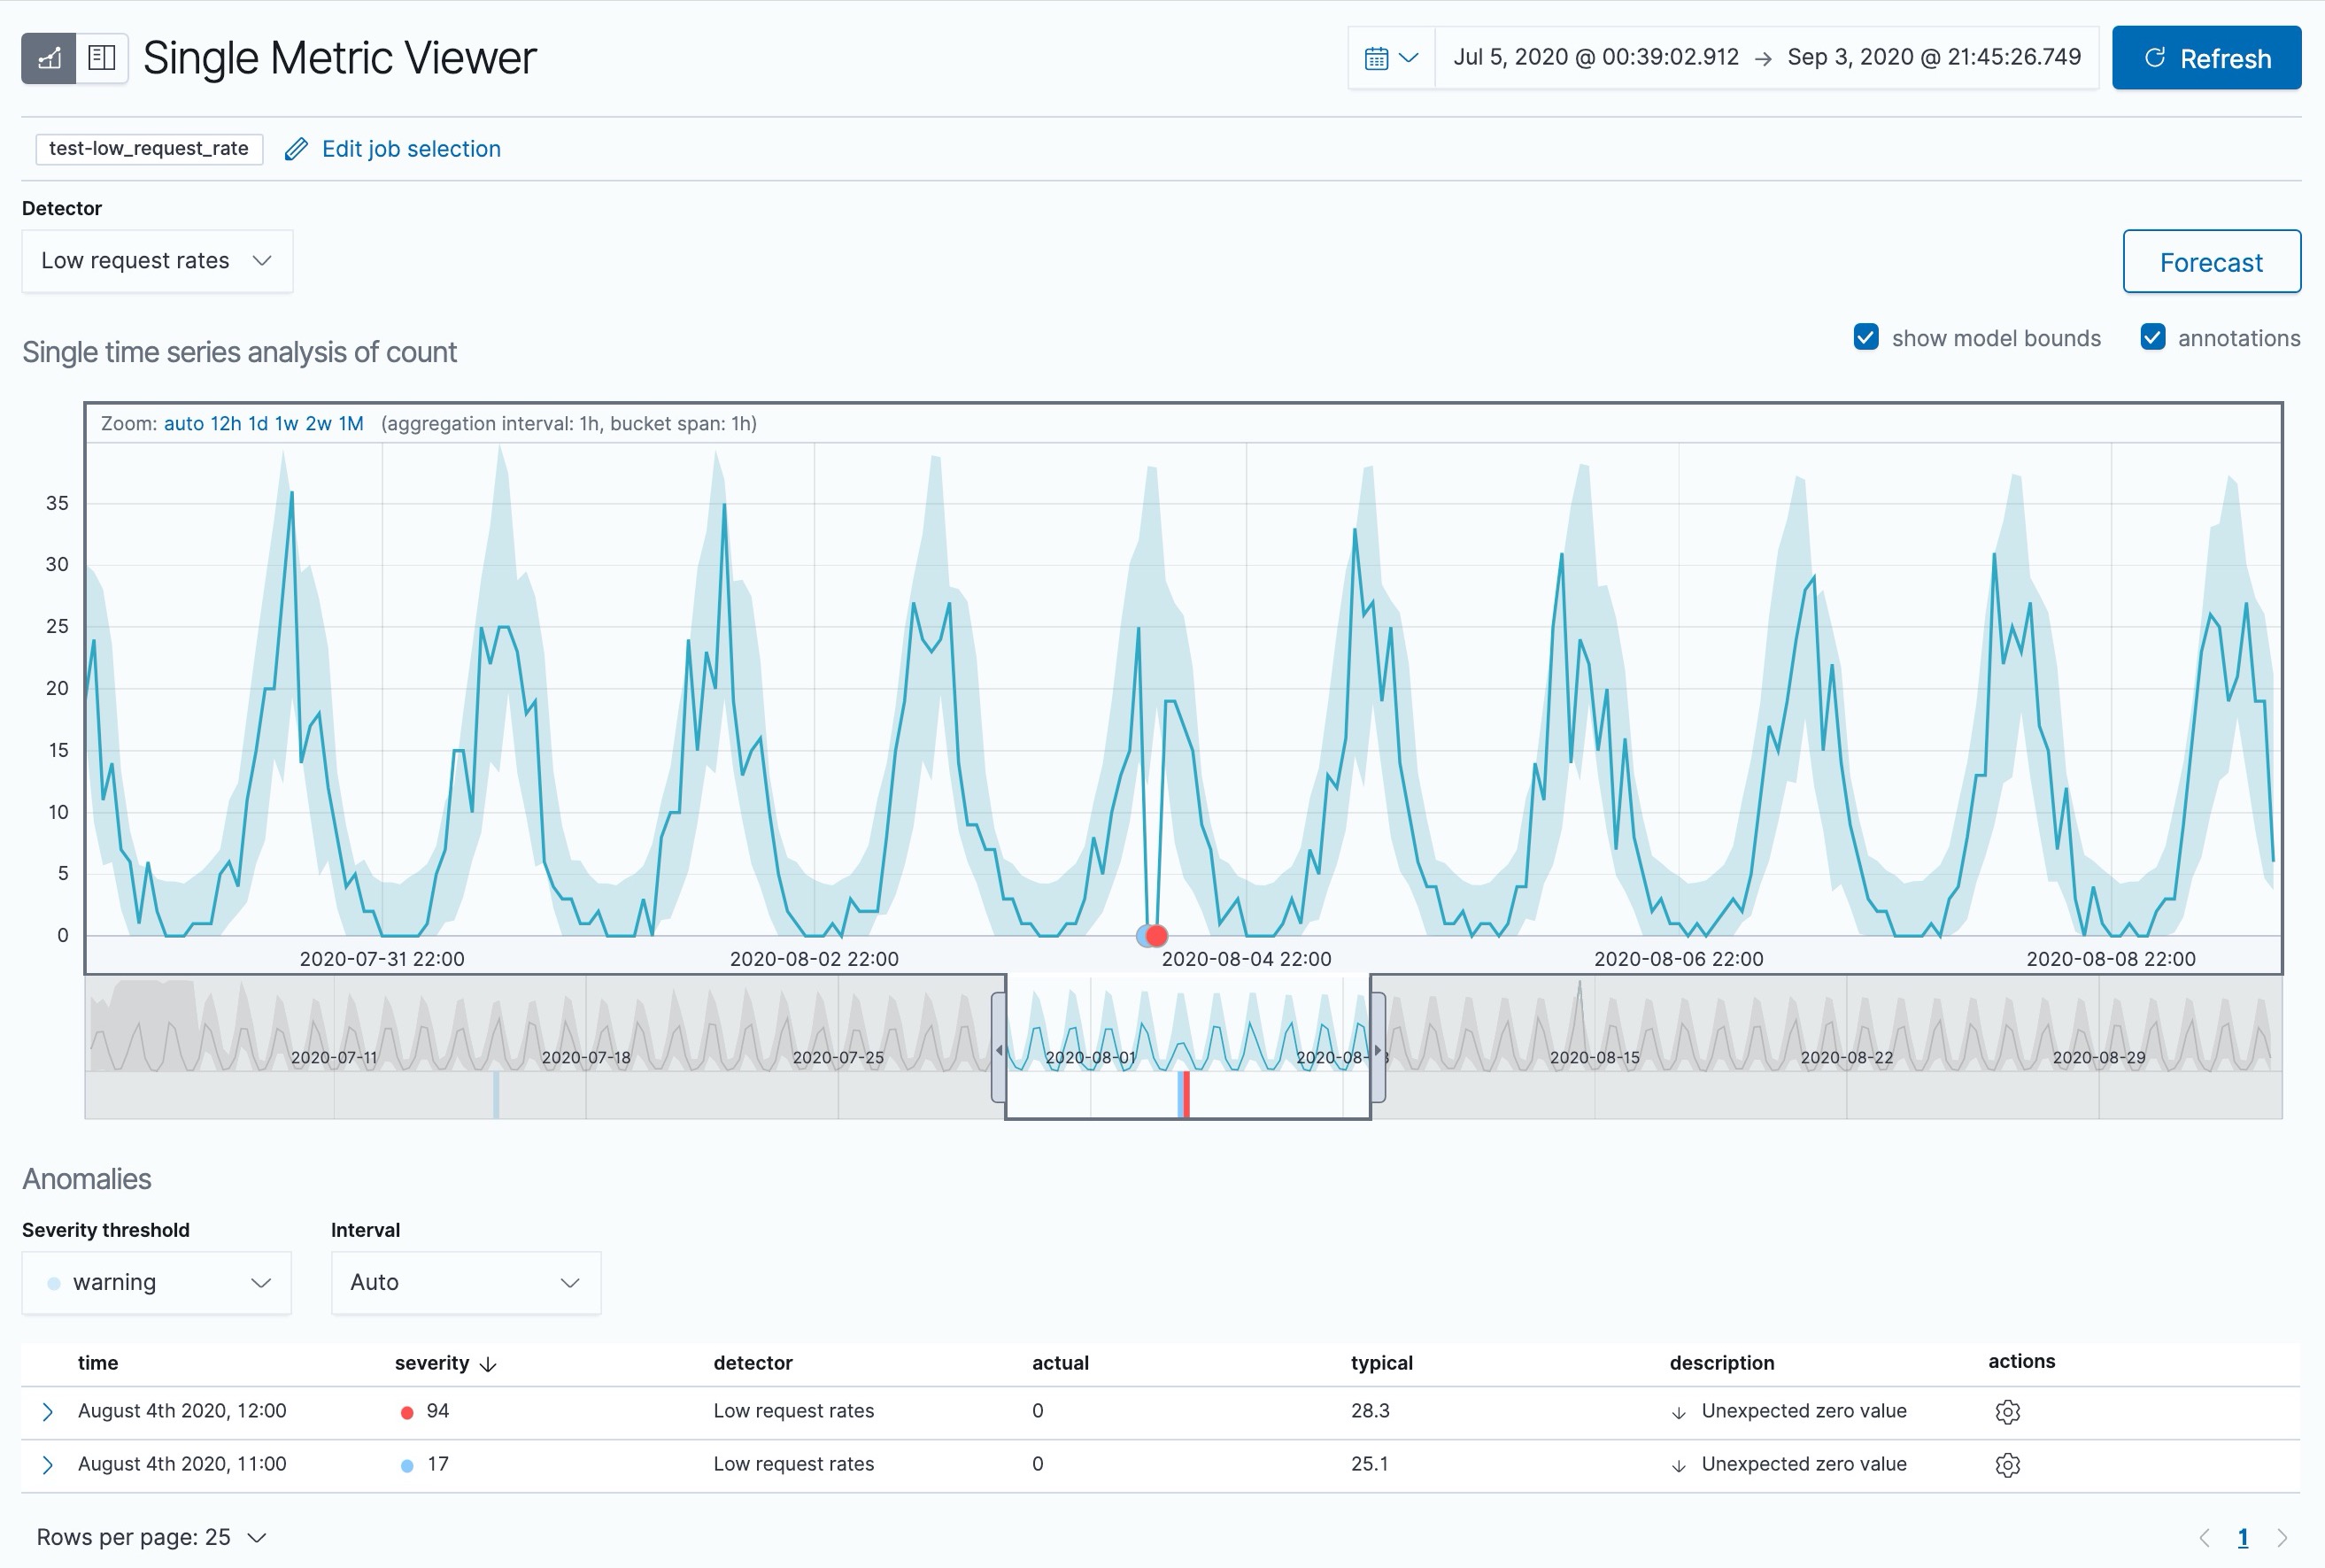 Single Metric Viewer
Jul 5, 2020 @ 00:39:02.912 → Sep 3, 2020 @ 21:45:26.749
Refresh
test-low_request_rate
Edit job selection
Detector
Low request rates
Forecast
Single time series analysis of count
show model bounds
annotations
Zoom: auto 12h 1d 1w 2w 1M (aggregation interval: 1h, bucket span: 1h)
35
30
25
20
15
10
5
0
2020-07-31 22:00
2020-08-02 22:00
2020-08-04 22:00
2020-08-06 22:00
2020-08-08 22:00
2020-07-11
2020-07-18
2020-07-25
2020-08-01
2020-08-
2020-08-15
2020-08-22
2020-08-29
Anomalies
Severity threshold
Interval
warning
Auto
time severity ↓ detector actual typical description actions
August 4th 2020, 12:00 94 Low request rates 0 28.3 ↓ Unexpected zero value
August 4th 2020, 11:00 17 Low request rates 0 25.1 ↓ Unexpected zero value
Rows per page: 25
1